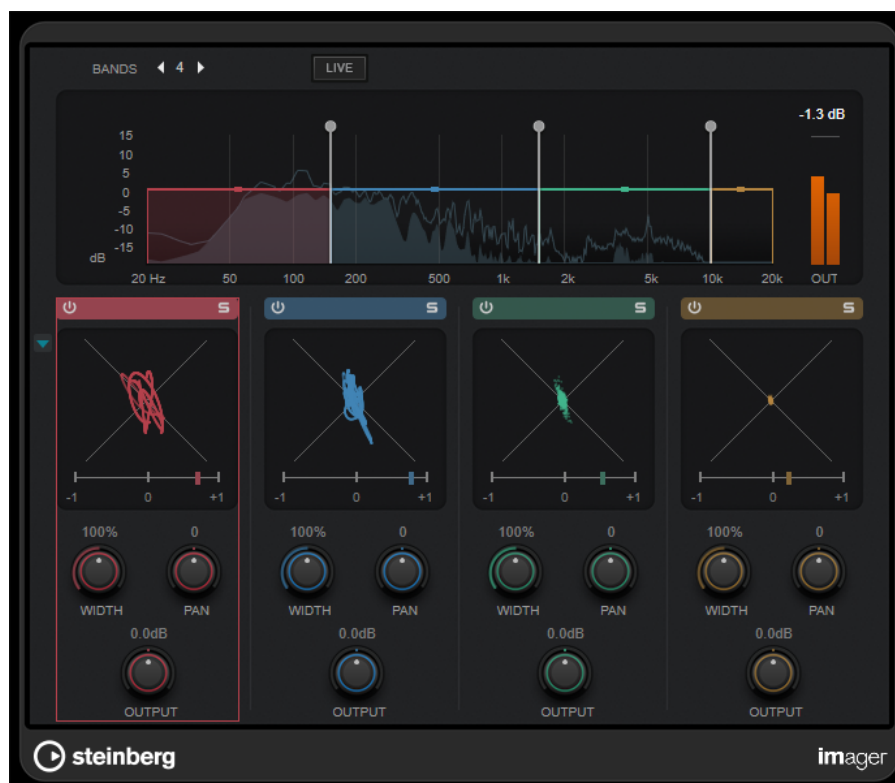 BANDS 4 LIVE
-1.3 dB
15
10
5
0
-5
-10
-15
dB
20 Hz 50 100 200 500 1k 2k 5k 10k 20k OUT
S S S S
-1 0 +1 -1 0 +1 -1 0 +1 -1 0 +1
100% 0 100% 0 100% 0 100% 0
WIDTH PAN WIDTH PAN WIDTH PAN WIDTH PAN
0.0dB 0.0dB 0.0dB 0.0dB
OUTPUT OUTPUT OUTPUT OUTPUT
steinberg imager